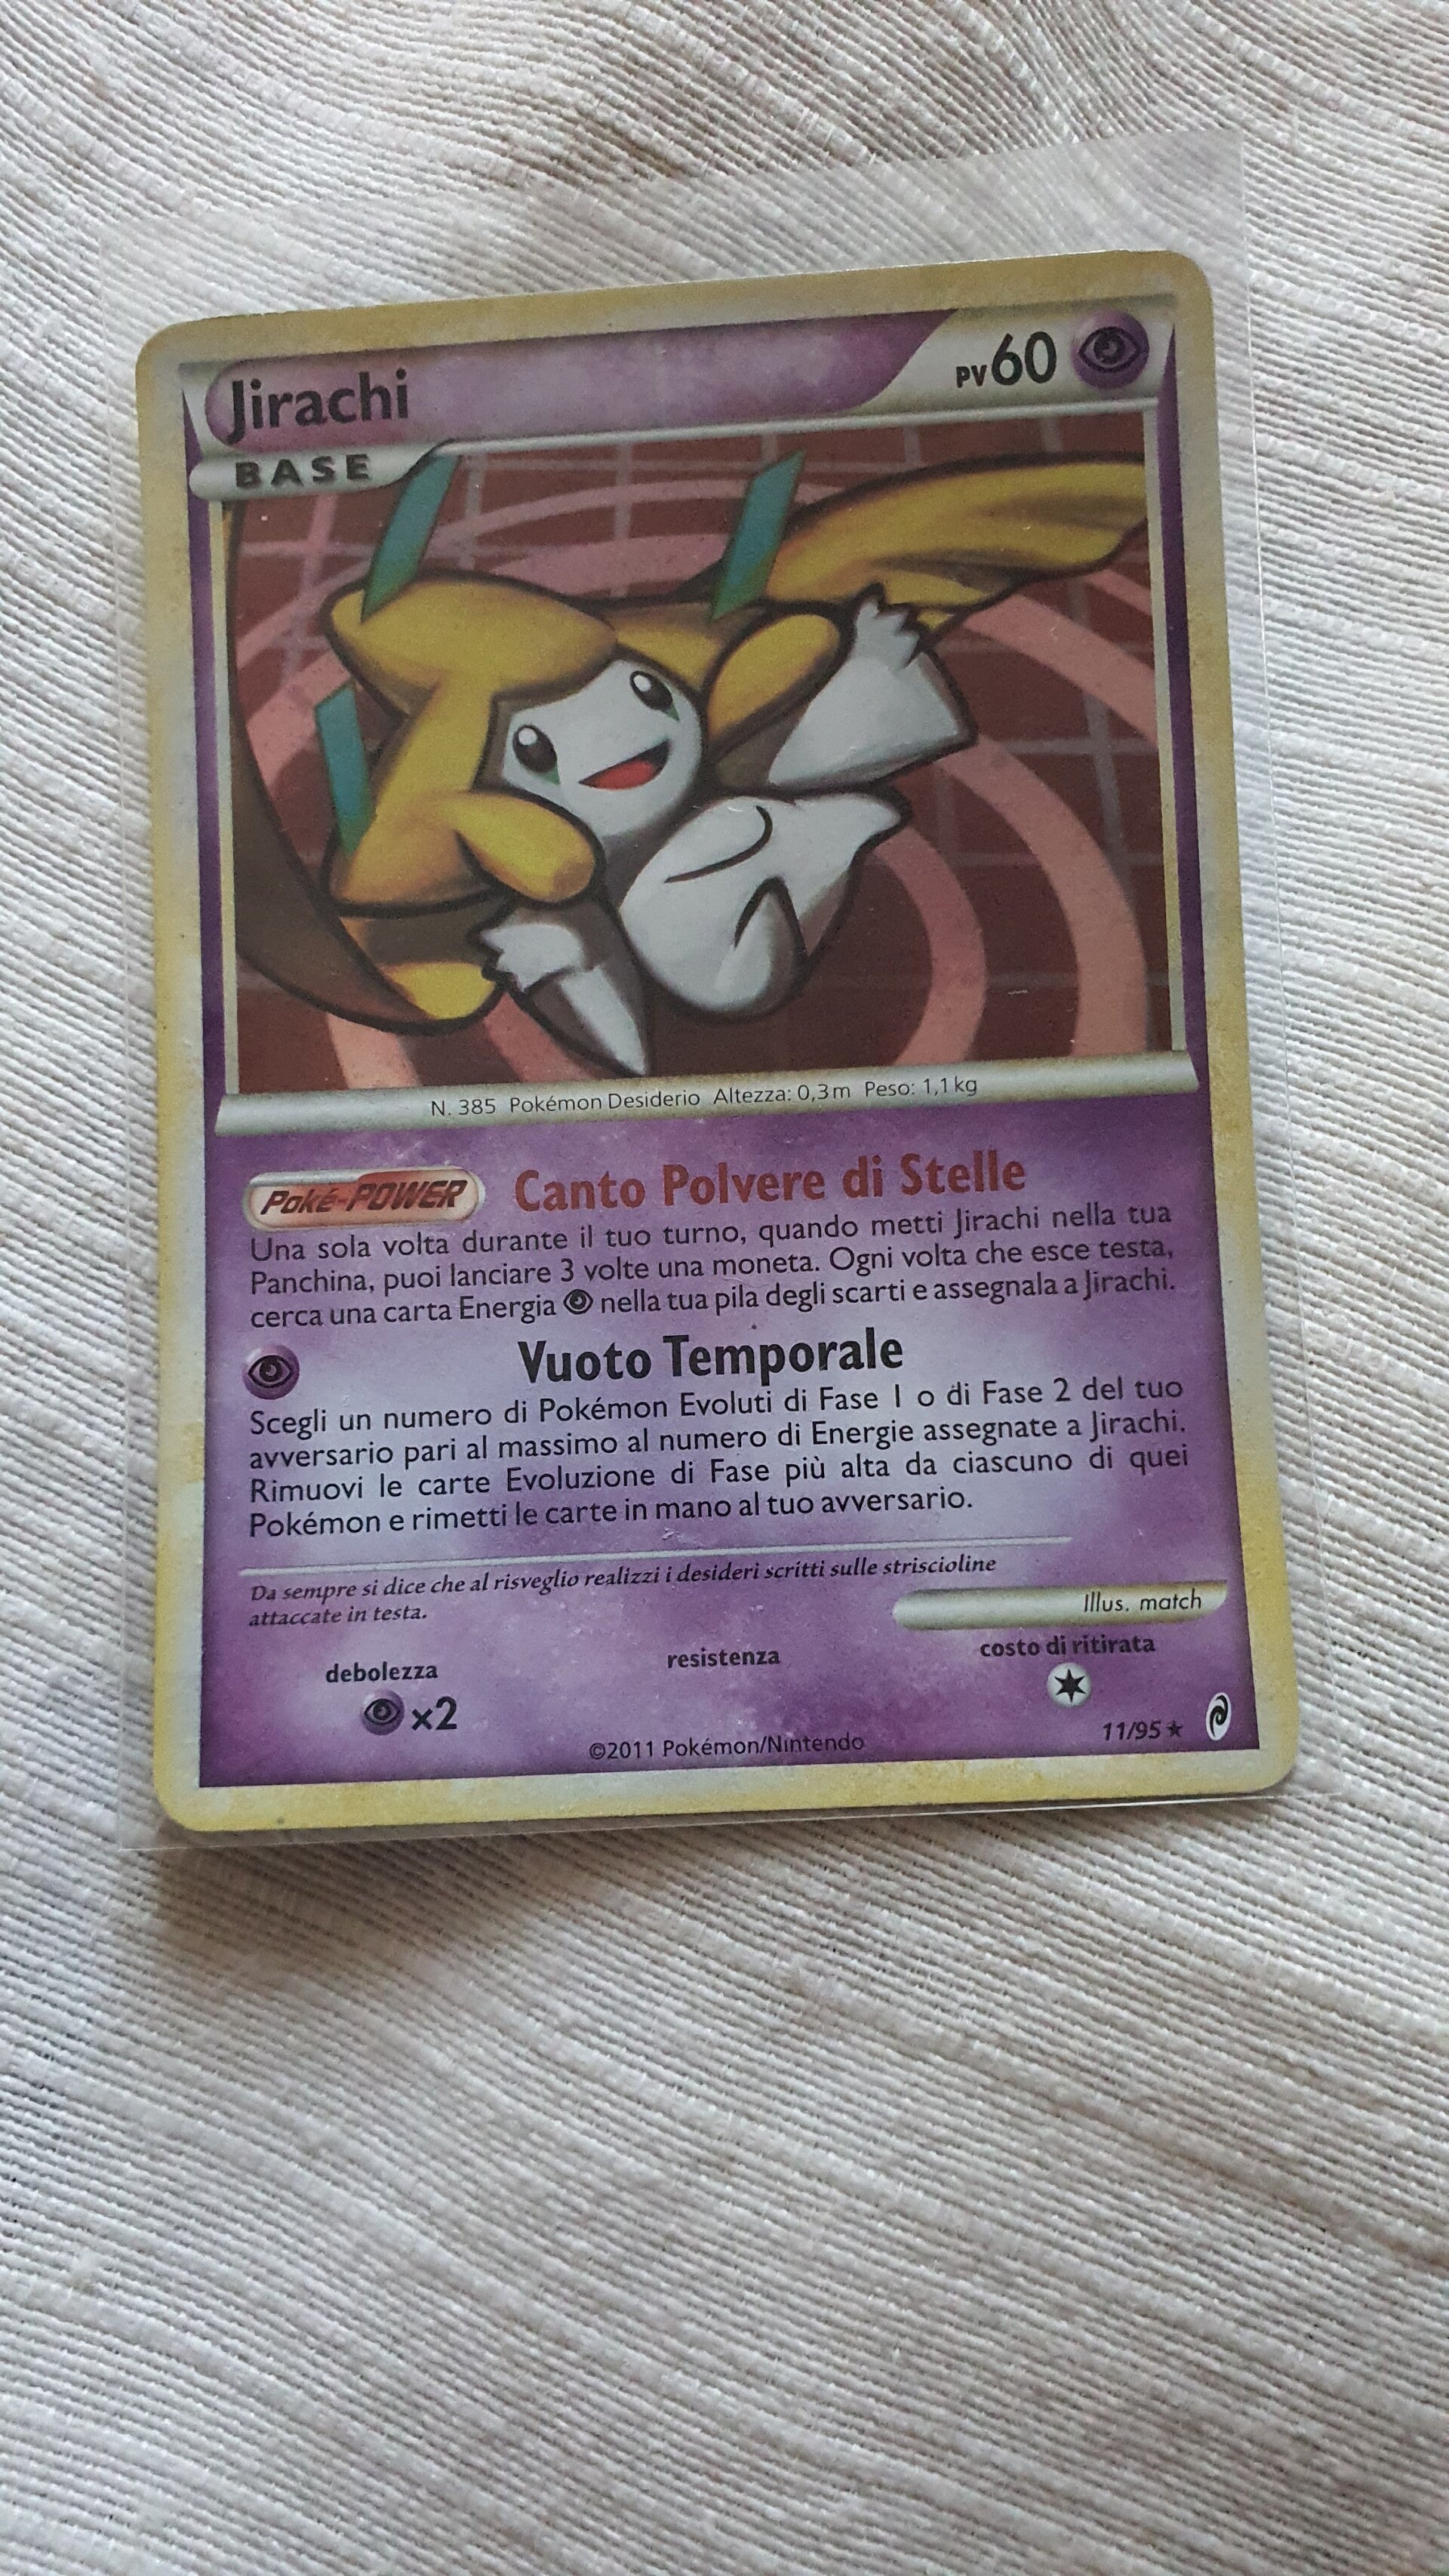 Jirachi
PV60
BASE
N. 385 Pokémon Desiderio Altezza: 0,3 m Peso: 1,1 kg
Poké-POWER Canto Polvere di Stelle
Una sola volta durante il tuo turno, quando metti Jirachi nella tua
Panchina, puoi lanciare 3 volte una moneta. Ogni volta che esce testa,
cerca una carta Energia nella tua pila degli scarti e assegnala a Jirachi.
Vuoto Temporale
Scegli un numero di Pokémon Evoluti di Fase 1 o di Fase 2 del tuo
avversario pari al massimo al numero di Energie assegnate a Jirachi.
Rimuovi le carte Evoluzione di Fase più alta da ciascuno di quei
Pokémon e rimetti le carte in mano al tuo avversario.
Da sempre si dice che al risveglio realizzi i desideri scritti sulle striscioline
attaccate in testa.
Illus. match
debolezza
resistenza
costo di ritirata
x2
©2011 Pokémon/Nintendo
11/95 ★